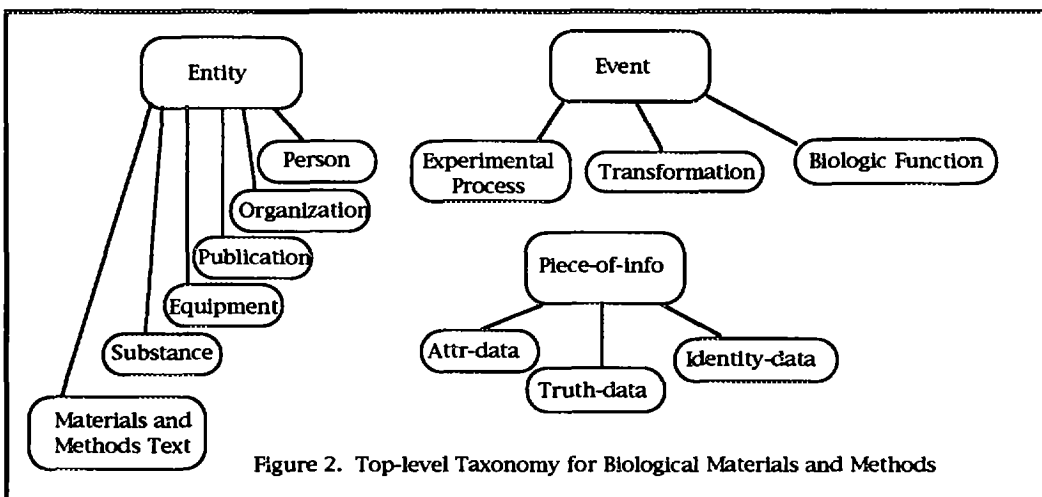 Entity
Person
Organization
Publication
Equipment
Substance
Materials and
Methods Text
Event
Experimental
Process
Transformation
Biologic Function
Piece-of-info
Attr-data
Truth-data
Identity-data
Figure 2. Top-level Taxonomy for Biological Materials and Methods